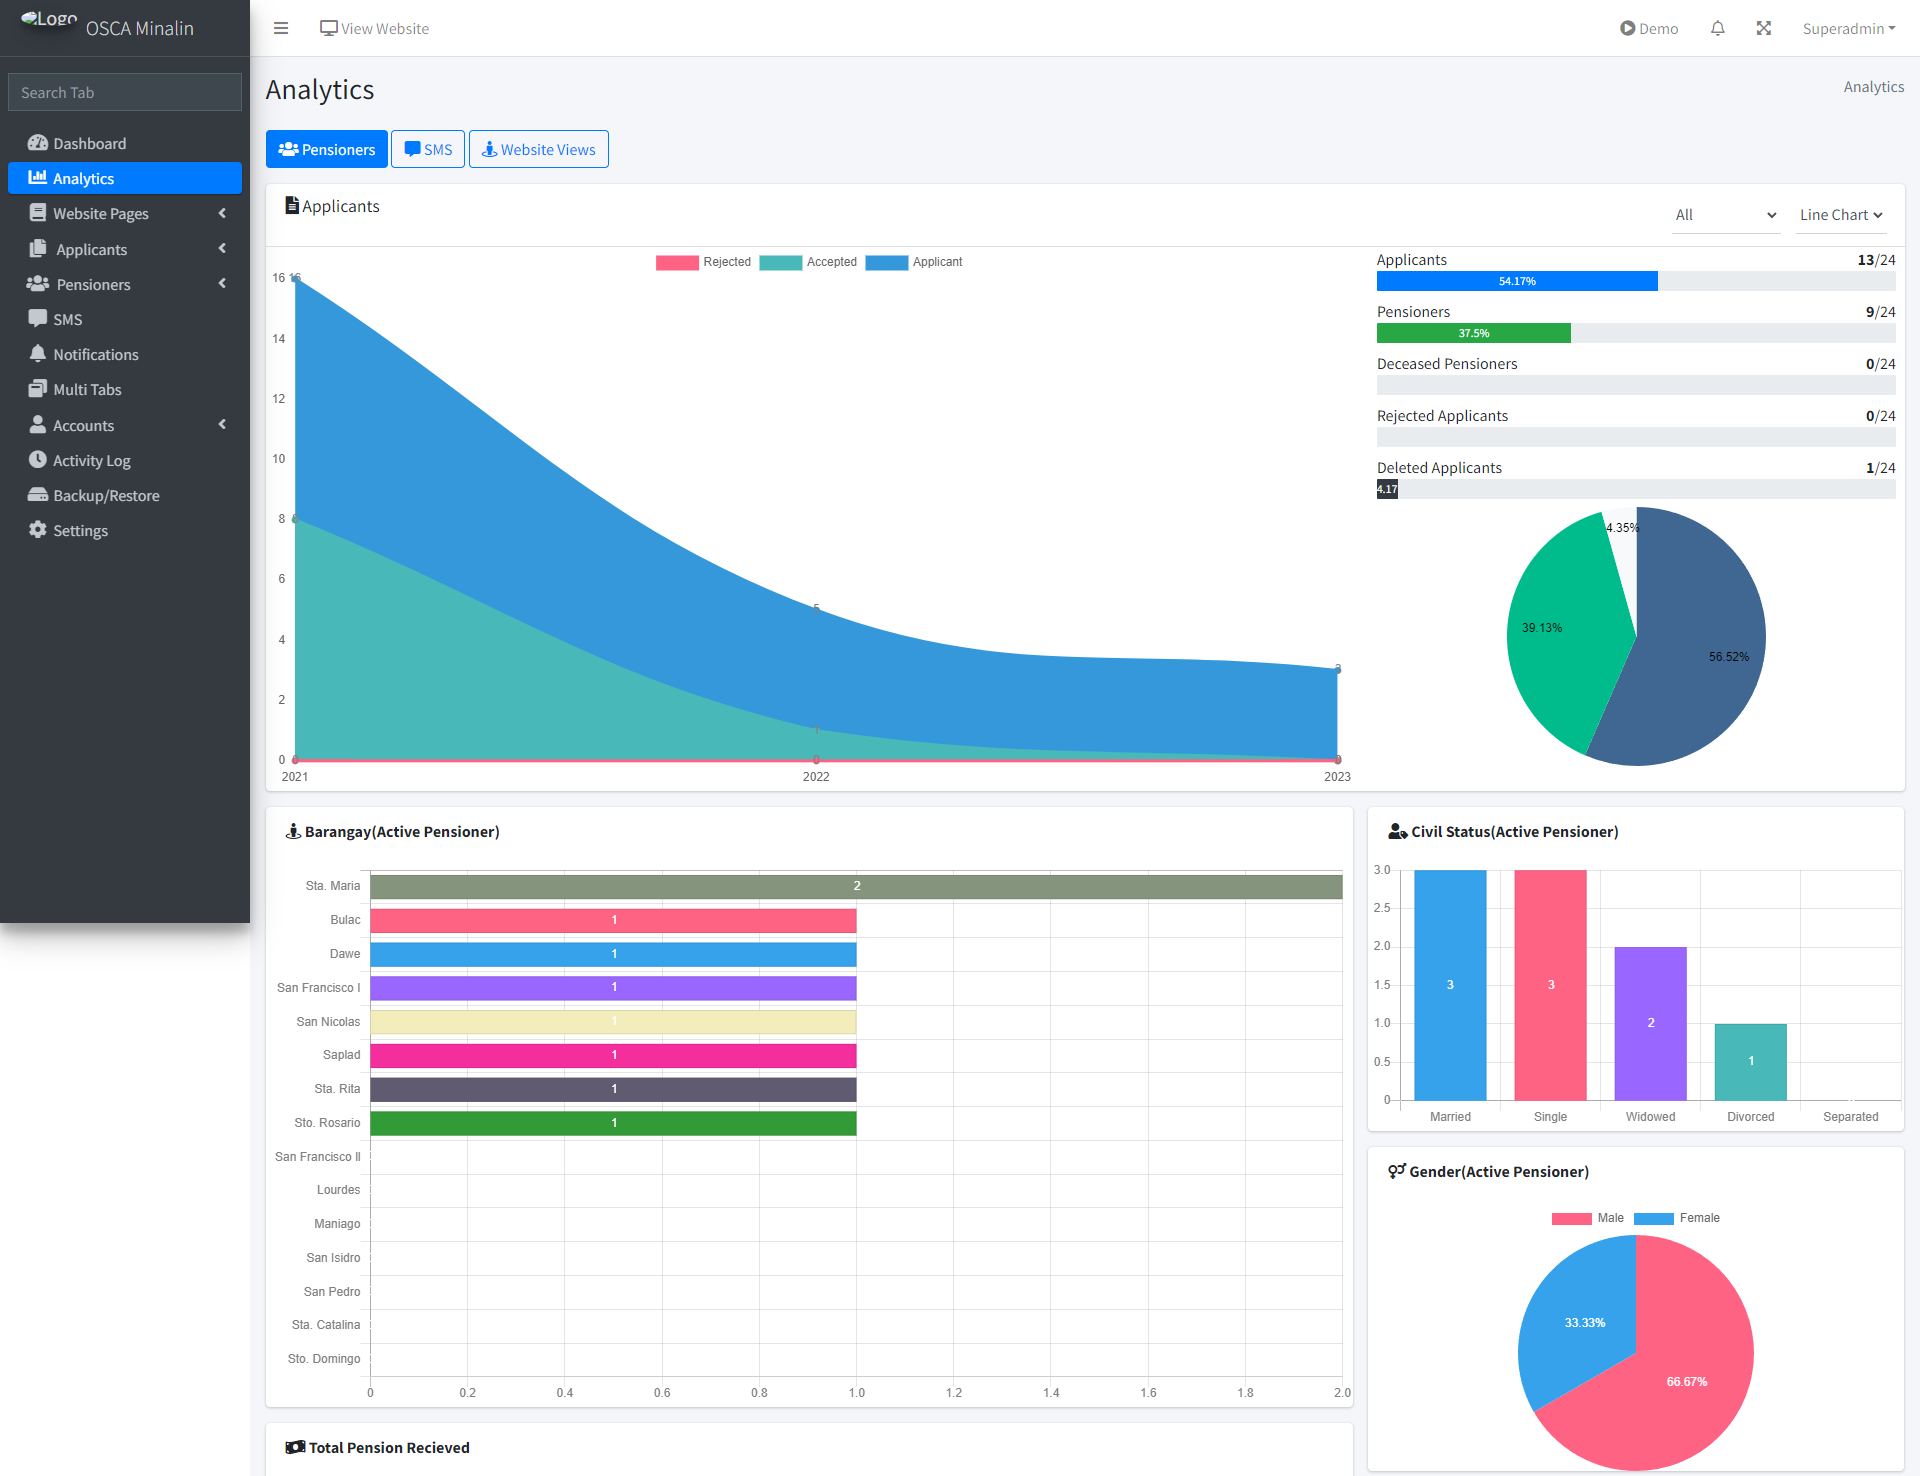 Logo
OSCA Minalin
View Website
Demo
Superadmin
Search Tab
Dashboard
Analytics
Website Pages
Applicants
Pensioners
SMS
Notifications
Multi Tabs
Accounts
Activity Log
Backup/Restore
Settings
Analytics
Analytics
Pensioners
SMS
Website Views
Applicants
All
Line Chart
Rejected
Accepted
Applicant
16
16
14
12
10
8
8
6
5
4
3
2
1
0
0
0
0
2021
2022
2023
Applicants 13/24
54.17%
Pensioners 9/24
37.5%
Deceased Pensioners 0/24
Rejected Applicants 0/24
Deleted Applicants 1/24
4.17
4.35%
39.13%
56.52%
Barangay(Active Pensioner)
Sta. Maria 2
Bulac 1
Dawe 1
San Francisco I 1
San Nicolas 1
Saplad 1
Sta. Rita 1
Sto. Rosario 1
San Francisco II
Lourdes
Maniago
San Isidro
San Pedro
Sta. Catalina
Sto. Domingo
0 0.2 0.4 0.6 0.8 1.0 1.2 1.4 1.6 1.8 2.0
Civil Status(Active Pensioner)
3.0
2.5
2.0
1.5
1.0
0.5
0
3
3
2
1
Married Single Widowed Divorced Separated
Gender(Active Pensioner)
Male Female
33.33%
66.67%
Total Pension Recieved